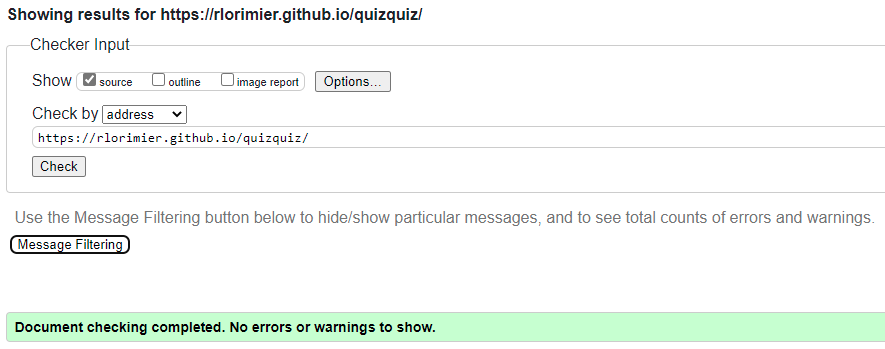 Showing results for https://rlorimier.github.io/quizquiz/
Checker Input
Show source outline image report Options...
Check by address
https://rlorimier.github.io/quizquiz/
Check
Use the Message Filtering button below to hide/show particular messages, and to see total counts of errors and warnings.
Message Filtering
Document checking completed. No errors or warnings to show.